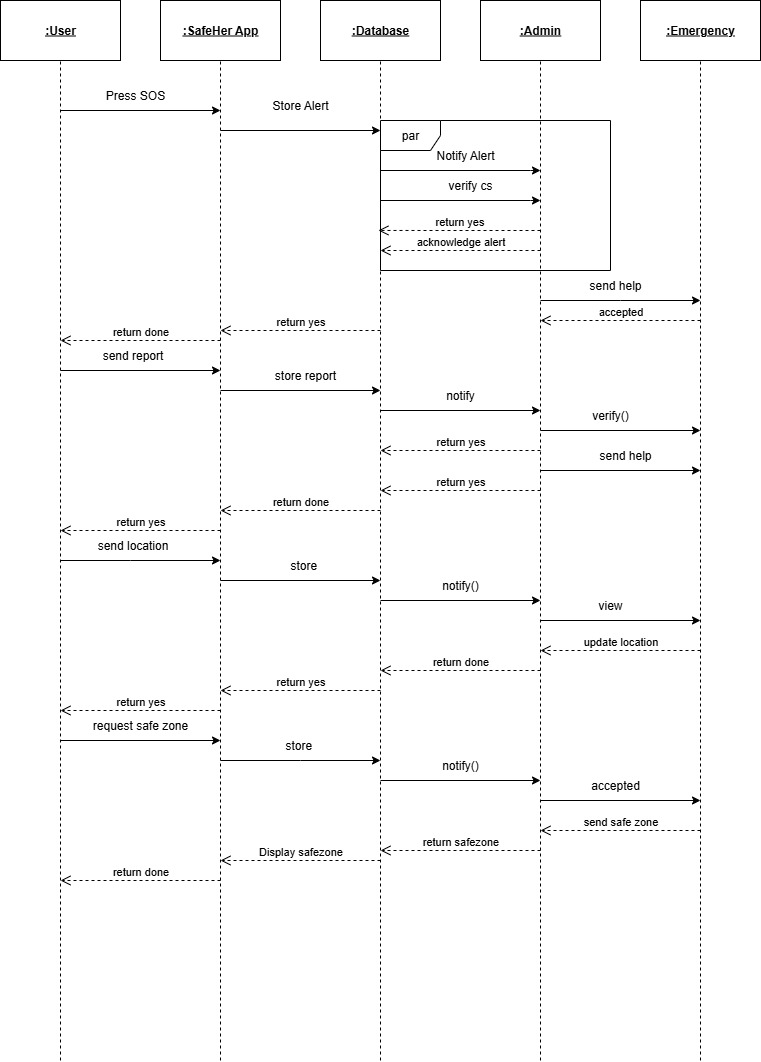 :User
:SafeHer App
:Database
:Admin
:Emergency
Press SOS
Store Alert
par
Notify Alert
verify cs
return yes
acknowledge alert
send help
accepted
return yes
return done
send report
store report
notify
verify()
return yes
send help
return yes
return done
return yes
send location
store
notify()
view
update location
return done
return yes
return yes
request safe zone
store
notify()
accepted
send safe zone
return safezone
Display safezone
return done